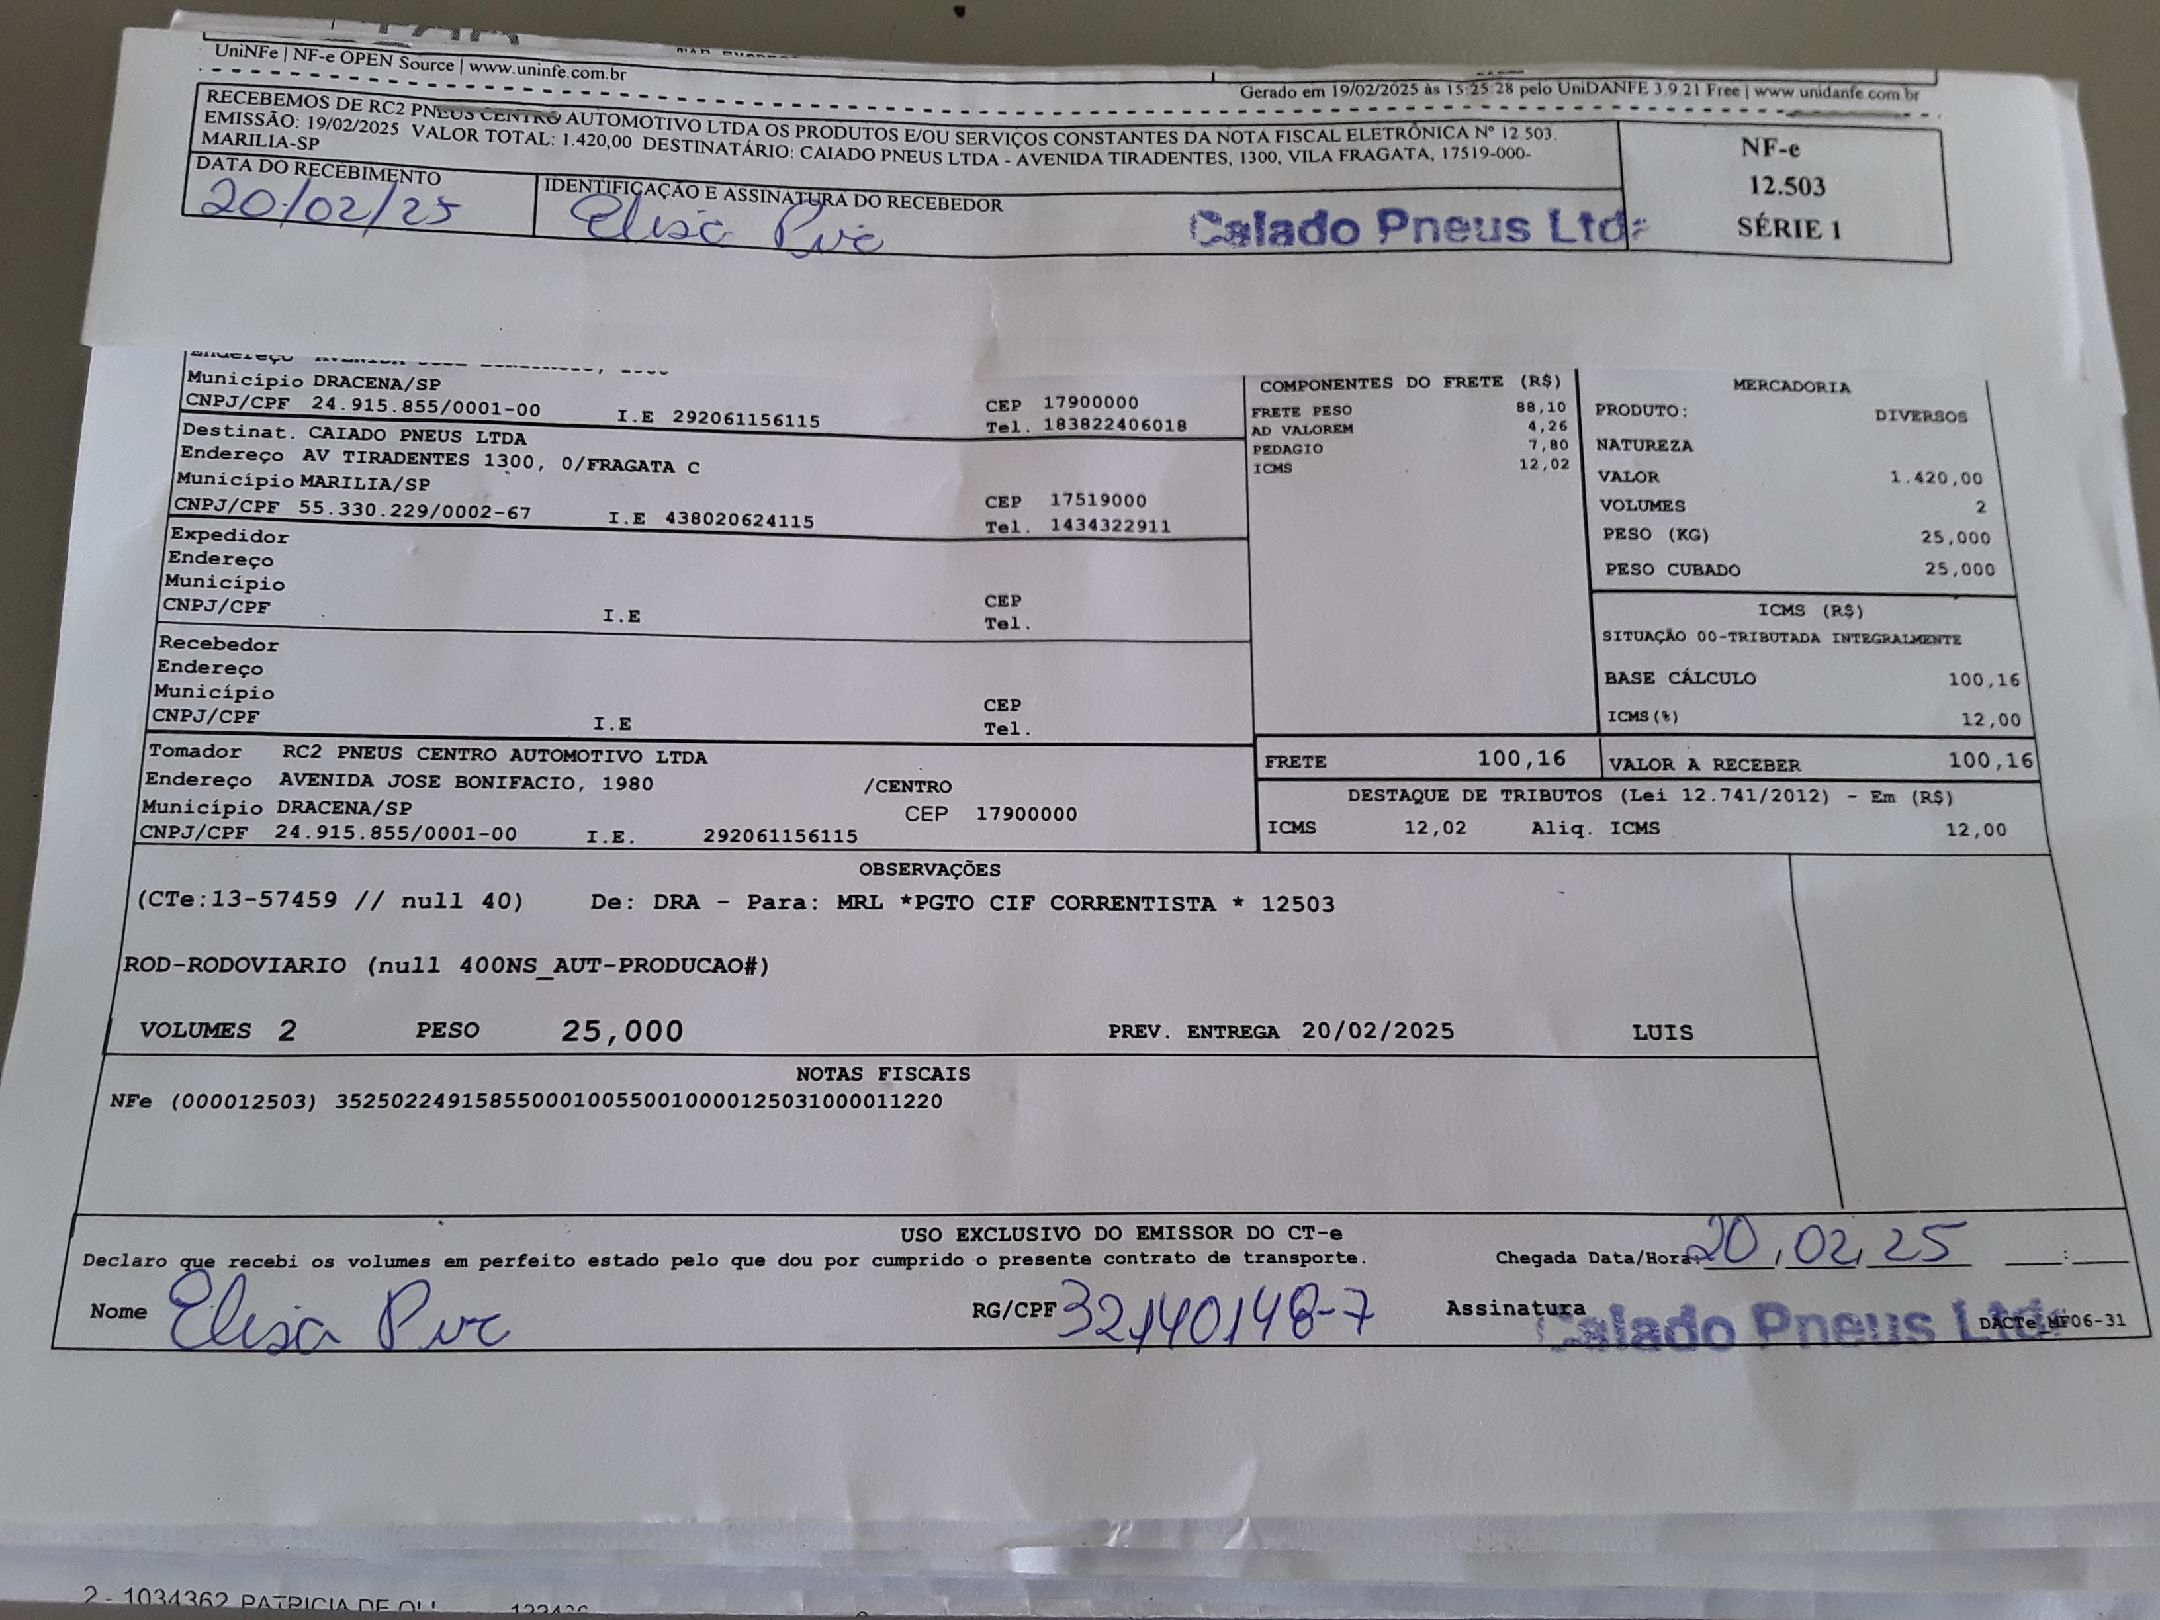 UniNFe | NF-e OPEN Source | www.uninfe.com.br
Gerado em 19/02/2025 às 15:25:28 pelo UniDANFE 3.9.21 Free | www.unidanfe.com.br
RECEBEMOS DE RC2 PNEUS CENTRO AUTOMOTIVO LTDA OS PRODUTOS E/OU SERVIÇOS CONSTANTES DA NOTA FISCAL ELETRÔNICA Nº 12.503.
EMISSÃO: 19/02/2025 VALOR TOTAL: 1.420,00 DESTINATÁRIO: CAIADO PNEUS LTDA - AVENIDA TIRADENTES, 1300, VILA FRAGATA, 17519-000-
MARILIA-SP
NF-e
12.503
SÉRIE 1
DATA DO RECEBIMENTO
20/02/25
IDENTIFICAÇÃO E ASSINATURA DO RECEBEDOR
Elisa
Caiado Pneus Ltda
Endereço
Município DRACENA/SP
CNPJ/CPF 24.915.855/0001-00 I.E 292061156115
CEP 17900000
Tel. 183822406018
Destinat. CAIADO PNEUS LTDA
Endereço AV TIRADENTES 1300, 0/FRAGATA C
Município MARILIA/SP
CNPJ/CPF 55.330.229/0002-67 I.E 438020624115
CEP 17519000
Tel. 1434322911
Expedidor
Endereço
Município
CNPJ/CPF I.E
CEP
Tel.
Recebedor
Endereço
Município
CNPJ/CPF I.E
CEP
Tel.
Tomador RC2 PNEUS CENTRO AUTOMOTIVO LTDA
Endereço AVENIDA JOSE BONIFACIO, 1980 /CENTRO
Município DRACENA/SP CEP 17900000
CNPJ/CPF 24.915.855/0001-00 I.E. 292061156115
COMPONENTES DO FRETE (R$)
FRETE PESO 88,10
AD VALOREM 4,26
PEDAGIO 7,80
ICMS 12,02
MERCADORIA
PRODUTO: DIVERSOS
NATUREZA
VALOR 1.420,00
VOLUMES 2
PESO (KG) 25,000
PESO CUBADO 25,000
ICMS (R$)
SITUAÇÃO 00-TRIBUTADA INTEGRALMENTE
BASE CÁLCULO 100,16
ICMS(%) 12,00
FRETE 100,16 VALOR A RECEBER 100,16
DESTAQUE DE TRIBUTOS (Lei 12.741/2012) - Em (R$)
ICMS 12,02 Aliq. ICMS 12,00
OBSERVAÇÕES
(CTe:13-57459 // null 40) De: DRA - Para: MRL *PGTO CIF CORRENTISTA * 12503
ROD-RODOVIARIO (null 400NS_AUT-PRODUCAO#)
VOLUMES 2 PESO 25,000 PREV. ENTREGA 20/02/2025 LUIS
NOTAS FISCAIS
NFe (000012503) 35250224915855000100550010000125031000011220
USO EXCLUSIVO DO EMISSOR DO CT-e
Declaro que recebi os volumes em perfeito estado pelo que dou por cumprido o presente contrato de transporte. Chegada Data/Hora: 20,02,25 __:__
Nome Elisa RG/CPF 32140148-7 Assinatura Caiado Pneus Ltda
DACTe_MF06-31
2 - 1034362 PATRICIA DE